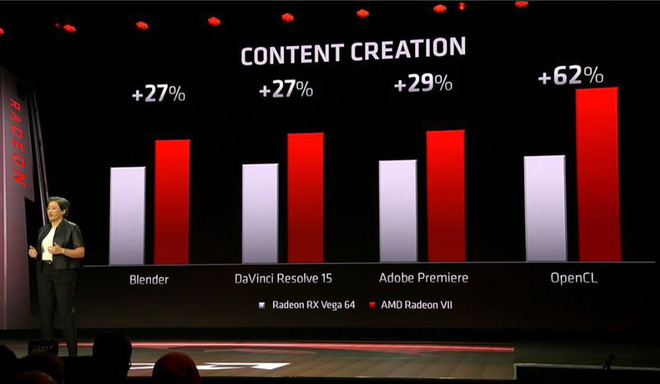 CONTENT CREATION
+27%
+27%
+29%
+62%
RADEON
Blender
DaVinci Resolve 15
Adobe Premiere
OpenCL
Radeon RX Vega 64
AMD Radeon VII